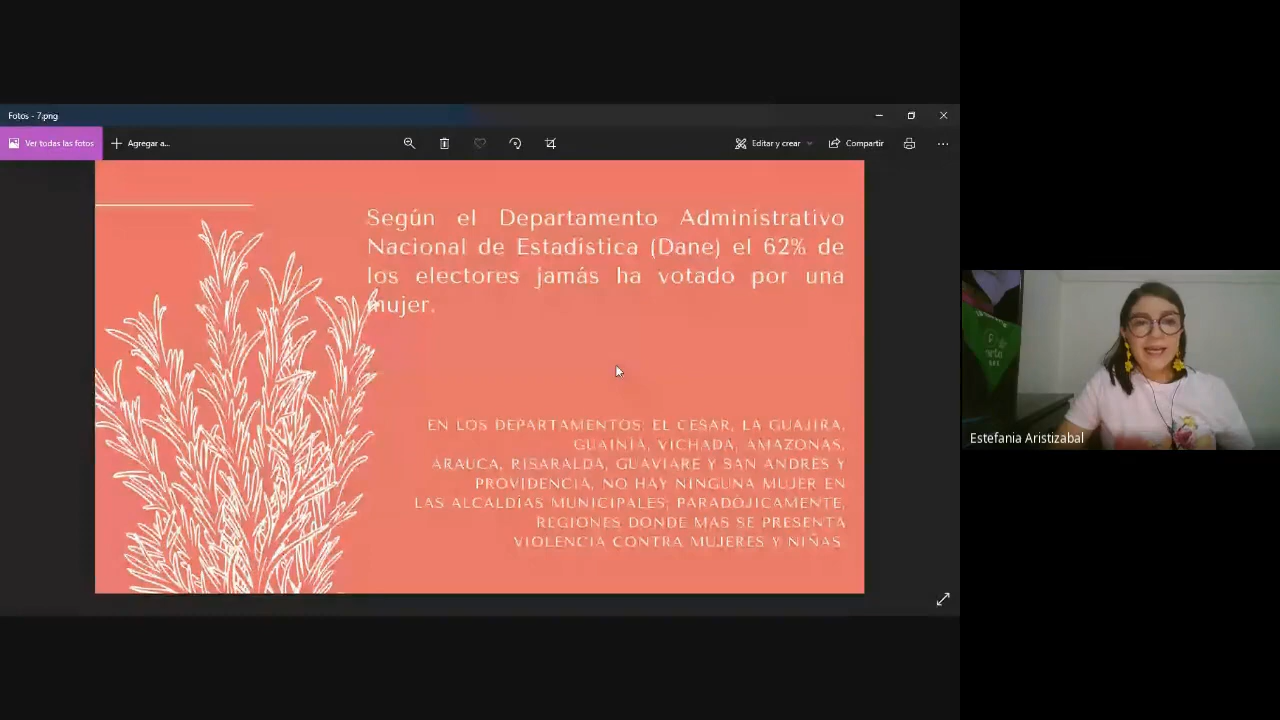 Fotos - 7.png
Ver todas las fotos
Agregar a...
Editar y crear
Compartir
Según el Departamento Administrativo
Nacional de Estadística (Dane) el 62% de
los electores jamás ha votado por una
mujer.
EN LOS DEPARTAMENTOS: EL CESAR, LA GUAJIRA,
GUAINÍA, VICHADA, AMAZONAS,
ARAUCA, RISARALDA, GUAVIARE Y SAN ANDRÉS Y
PROVIDENCIA, NO HAY NINGUNA MUJER EN
LAS ALCALDÍAS MUNICIPALES; PARADÓJICAMENTE,
REGIONES DONDE MÁS SE PRESENTA
VIOLENCIA CONTRA MUJERES Y NIÑAS.
Estefania Aristizabal